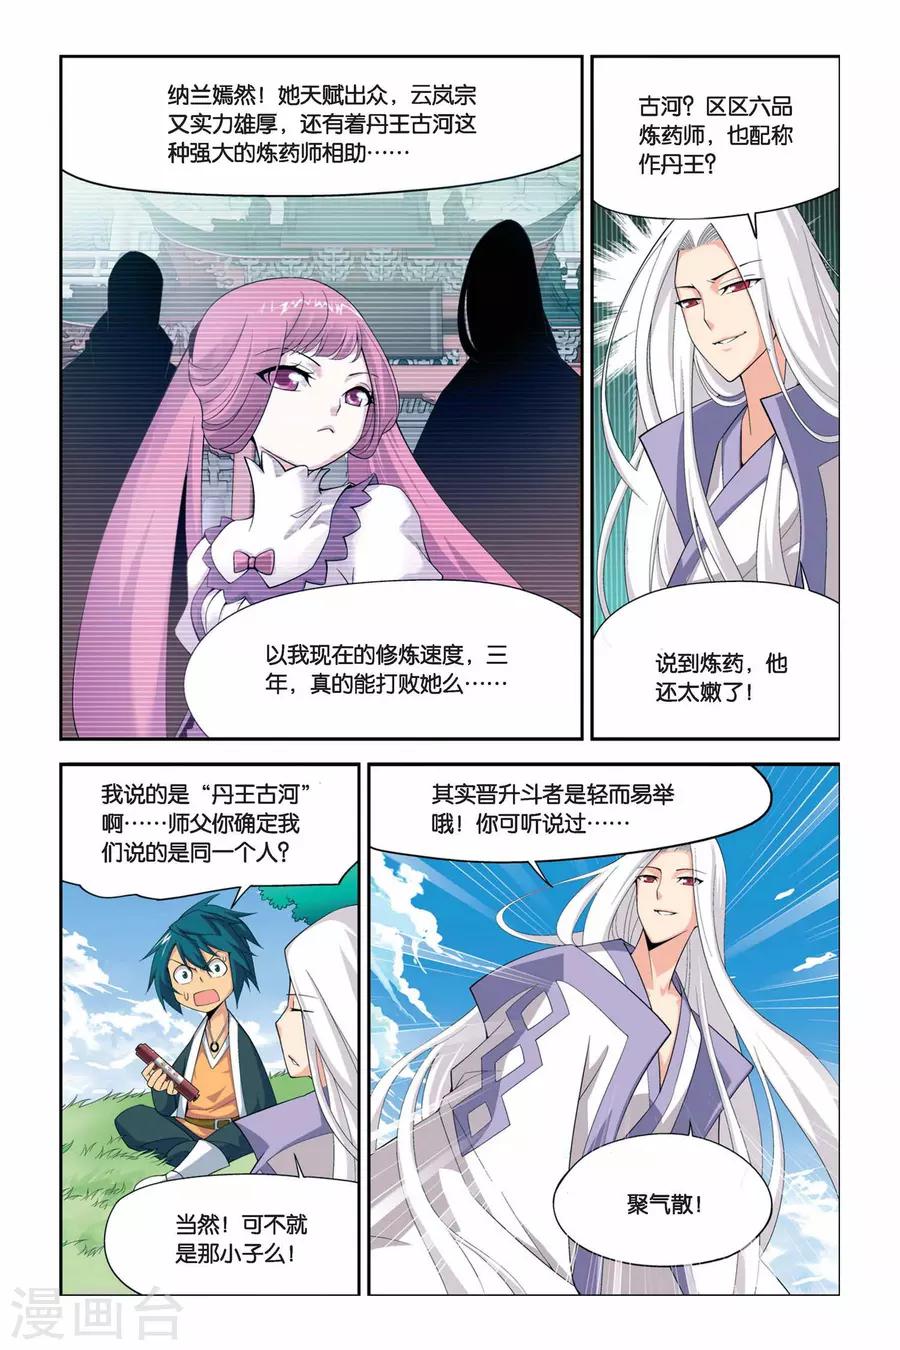 纳兰嫣然！她天赋出众，云岚宗
又实力雄厚，还有着丹王古河这
种强大的炼药师相助……
以我现在的修炼速度，三
年，真的能打败她么……
古河？区区六品
炼药师，也配称
作丹王？
说到炼药，他
还太嫩了！
我说的是“丹王古河”
啊……师父你确定我
们说的是同一个人？
当然！可不就
是那小子么！
其实晋升斗者是轻而易举
哦！你可听说过……
聚气散！
漫画台